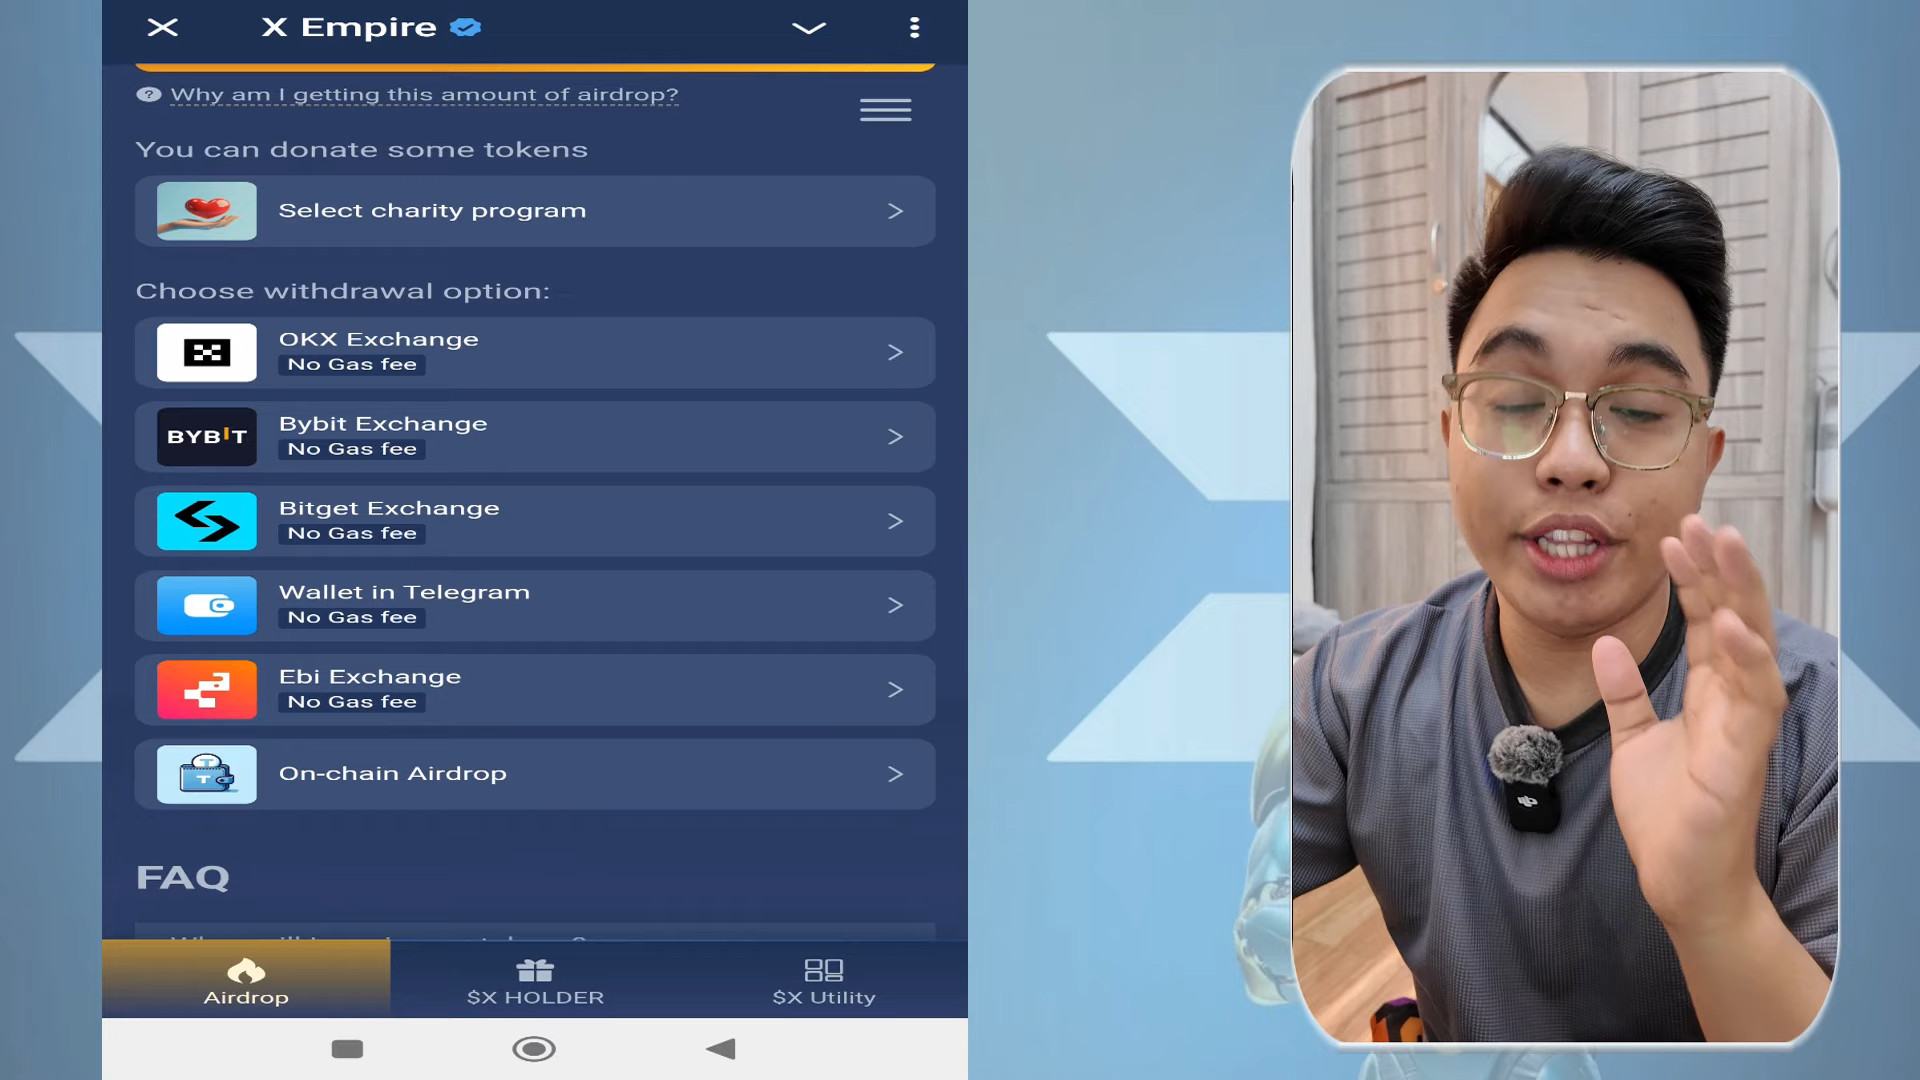 X Empire
Why am I getting this amount of airdrop?
You can donate some tokens
Select charity program
Choose withdrawal option:
OKX Exchange
No Gas fee
BYBIT
Bybit Exchange
No Gas fee
Bitget Exchange
No Gas fee
Wallet in Telegram
No Gas fee
Ebi Exchange
No Gas fee
On-chain Airdrop
FAQ
Airdrop
$X HOLDER
$X Utility